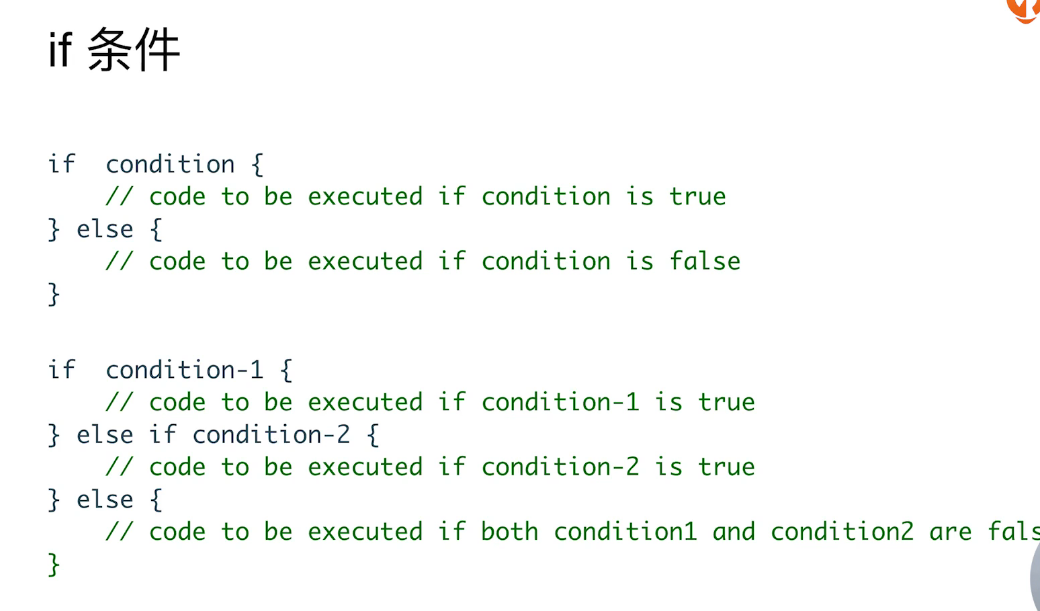 if 条件
if  condition {
    // code to be executed if condition is true
} else {
    // code to be executed if condition is false
}
if  condition-1 {
    // code to be executed if condition-1 is true
} else if condition-2 {
    // code to be executed if condition-2 is true
} else {
    // code to be executed if both condition1 and condition2 are fals
}